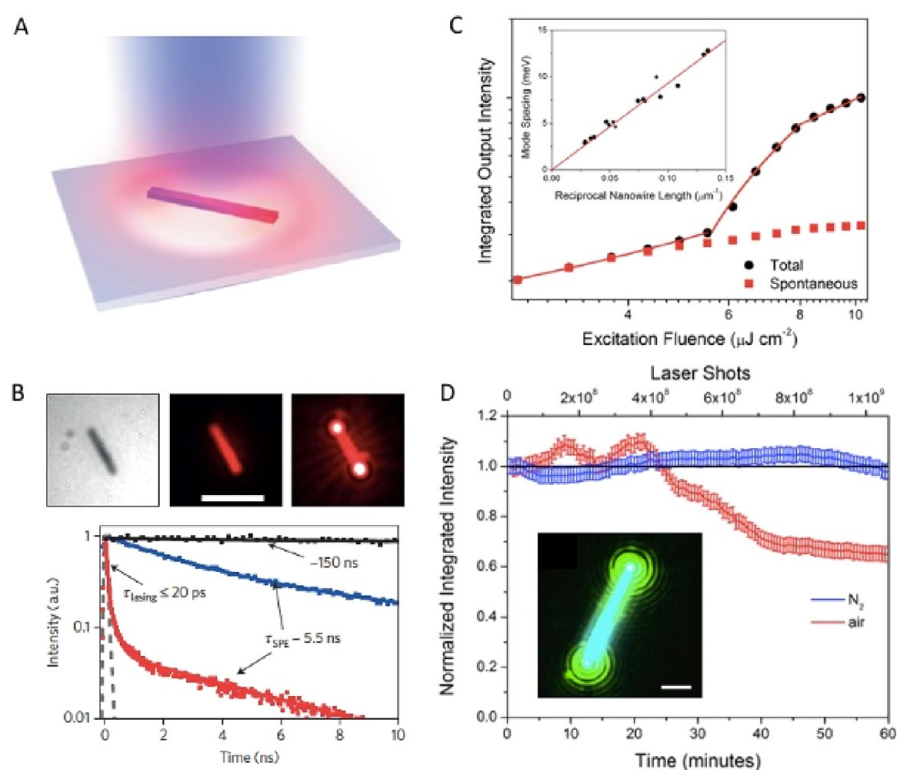 A
B
1
0.1
0.01
Intensity (a.u.)
~150 ns
τlasing ≤ 20 ps
τSPE ~ 5.5 ns
0 2 4 6 8 10
Time (ns)
C
15
10
5
0
Mode Spacing (meV)
0.00 0.05 0.10 0.15
Reciprocal Nanowire Length (μm⁻¹)
Integrated Output Intensity
Total
Spontaneous
4 6 8 10
Excitation Fluence (μJ cm⁻²)
D
Laser Shots
0 2x10⁸ 4x10⁸ 6x10⁸ 8x10⁸ 1x10⁹
1.2
1.0
0.8
0.6
0.4
0.2
0.0
Normalized Integrated Intensity
N₂
air
0 10 20 30 40 50 60
Time (minutes)